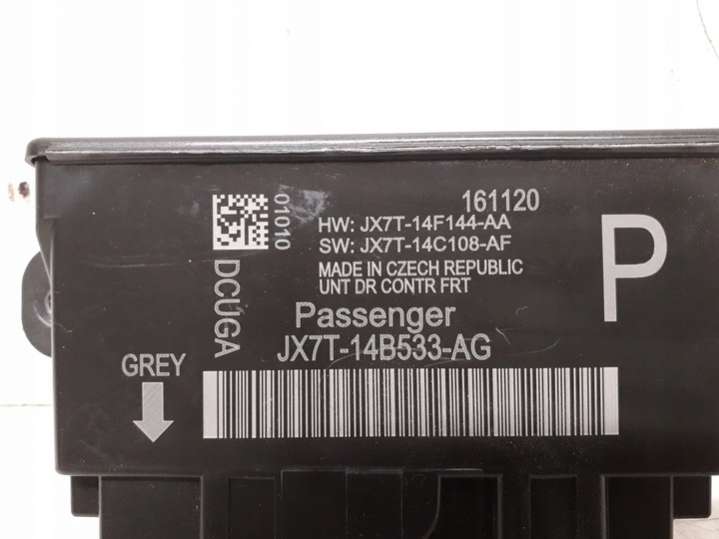 161120
01010
HW: JX7T-14F144-AA
SW: JX7T-14C108-AF
MADE IN CZECH REPUBLIC
UNT DR CONTR FRT
P
DCUGA
Passenger
JX7T-14B533-AG
GREY